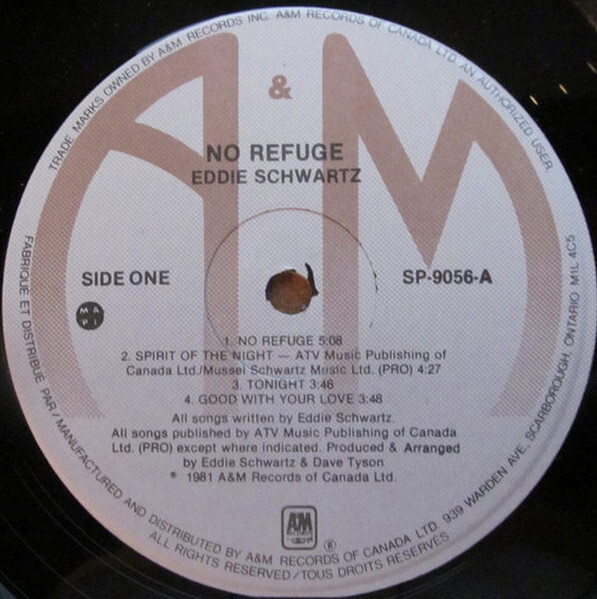 TRADE MARKS OWNED BY A&M RECORDS INC. A&M RECORDS OF CANADA LTD AN AUTHORIZED USER.
A & M
NO REFUGE
EDDIE SCHWARTZ
SIDE ONE
SP-9056-A
MA
PI
1. NO REFUGE 5:08
2. SPIRIT OF THE NIGHT — ATV Music Publishing of
Canada Ltd./Mussel Schwartz Music Ltd. (PRO) 4:27
3. TONIGHT 3:46
4. GOOD WITH YOUR LOVE 3:48
All songs written by Eddie Schwartz.
All songs published by ATV Music Publishing of Canada
Ltd. (PRO) except where indicated. Produced & Arranged
by Eddie Schwartz & Dave Tyson
℗ 1981 A&M Records of Canada Ltd.
A&M
RECORDS
®
FABRIQUE ET DISTRIBUE PAR/MANUFACTURED AND DISTRIBUTED BY A&M RECORDS OF CANADA LTD. 939 WARDEN AVE, SCARBOROUGH, ONTARIO M1L 4C5
ALL RIGHTS RESERVED/TOUS DROITS RESERVÉS